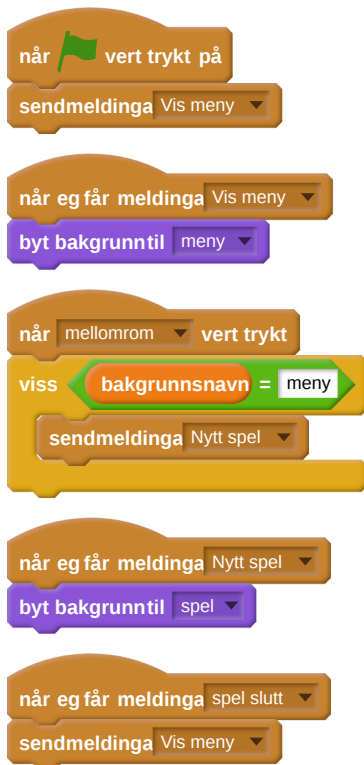 når vert trykt på
sendmeldinga Vis meny
når eg får meldinga Vis meny
byt bakgrunn til meny
når mellomrom vert trykt
viss bakgrunnsnavn = meny
sendmeldinga Nytt spel
når eg får meldinga Nytt spel
byt bakgrunn til spel
når eg får meldinga spel slutt
sendmeldinga Vis meny